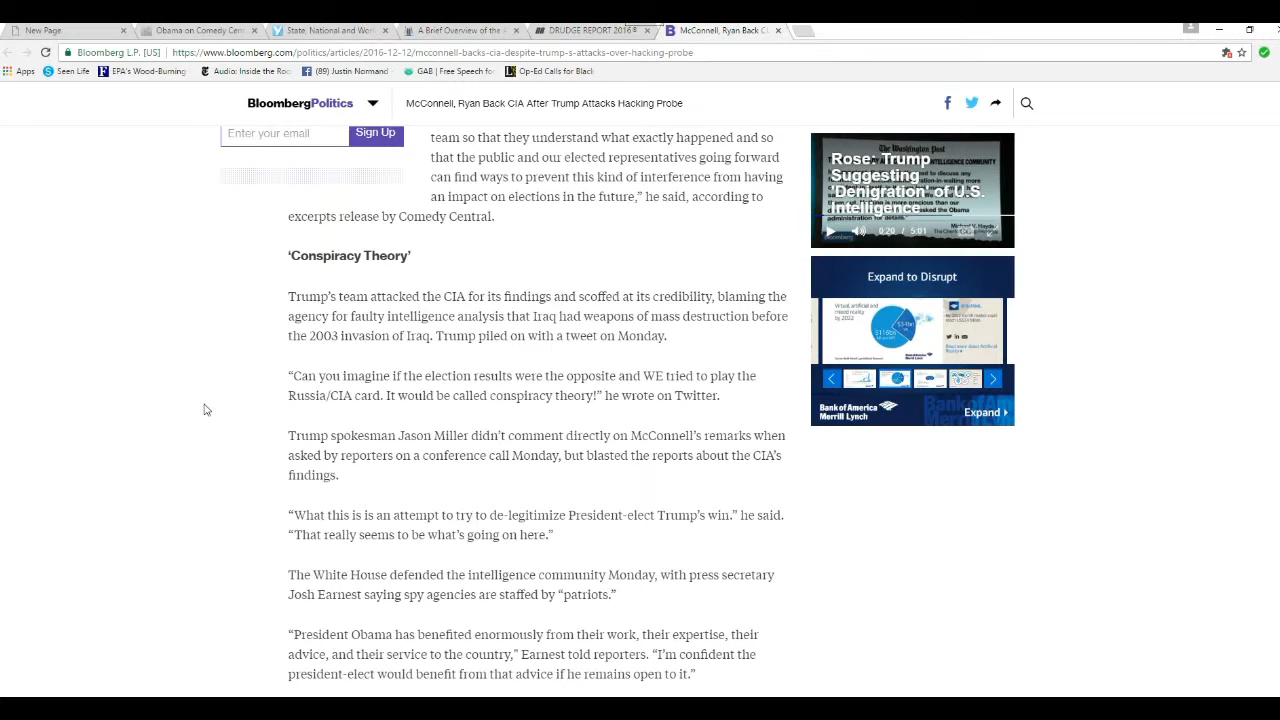 New Page
Obama on Comedy Cen
State, National and World
A Brief Overview of the
DRUDGE REPORT 2016®
McConnell, Ryan Back CI
Bloomberg L.P. [US]
https://www.bloomberg.com/politics/articles/2016-12-12/mcconnell-backs-cia-despite-trump-s-attacks-over-hacking-probe
Apps
Seen Life
EPA's Wood-Burning
Audio: Inside the Roo
(89) Justin Normand
GAB | Free Speech fo
Op-Ed Calls for Black
BloombergPolitics
McConnell, Ryan Back CIA After Trump Attacks Hacking Probe
Enter your email
Sign Up
team so that they understand what exactly happened and so
that the public and our elected representatives going forward
can find ways to prevent this kind of interference from having
an impact on elections in the future,” he said, according to
excerpts release by Comedy Central.
‘Conspiracy Theory’
Trump’s team attacked the CIA for its findings and scoffed at its credibility, blaming the
agency for faulty intelligence analysis that Iraq had weapons of mass destruction before
the 2003 invasion of Iraq. Trump piled on with a tweet on Monday.
“Can you imagine if the election results were the opposite and WE tried to play the
Russia/CIA card. It would be called conspiracy theory!” he wrote on Twitter.
Trump spokesman Jason Miller didn’t comment directly on McConnell’s remarks when
asked by reporters on a conference call Monday, but blasted the reports about the CIA’s
findings.
“What this is is an attempt to try to de-legitimize President-elect Trump’s win.” he said.
“That really seems to be what’s going on here.”
The White House defended the intelligence community Monday, with press secretary
Josh Earnest saying spy agencies are staffed by “patriots.”
“President Obama has benefited enormously from their work, their expertise, their
advice, and their service to the country," Earnest told reporters. “I’m confident the
president-elect would benefit from that advice if he remains open to it.”
The Washington Post
Rose: Trump
Suggesting
'Denigration' of U.S.
Intelligence
0:20 / 5:01
Expand to Disrupt
Virtual, artificial and
mixed reality
by 2022
$116bn
Bank of America
Merrill Lynch
Expand